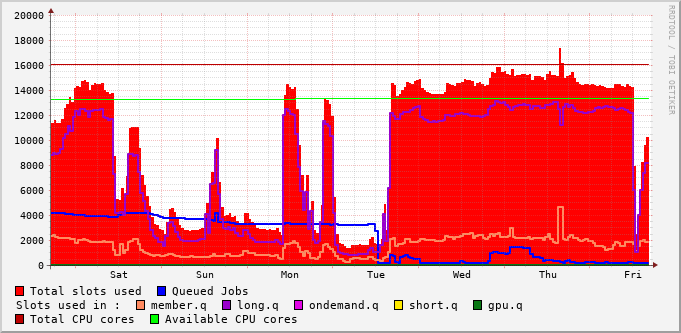 20000
18000
16000
14000
12000
10000
8000
6000
4000
2000
0
Sat Sun Mon Tue Wed Thu Fri
RRDTOOL / TOBI OETIKER
Total slots used Queued Jobs
Slots used in : member.q long.q ondemand.q short.q gpu.q
Total CPU cores Available CPU cores